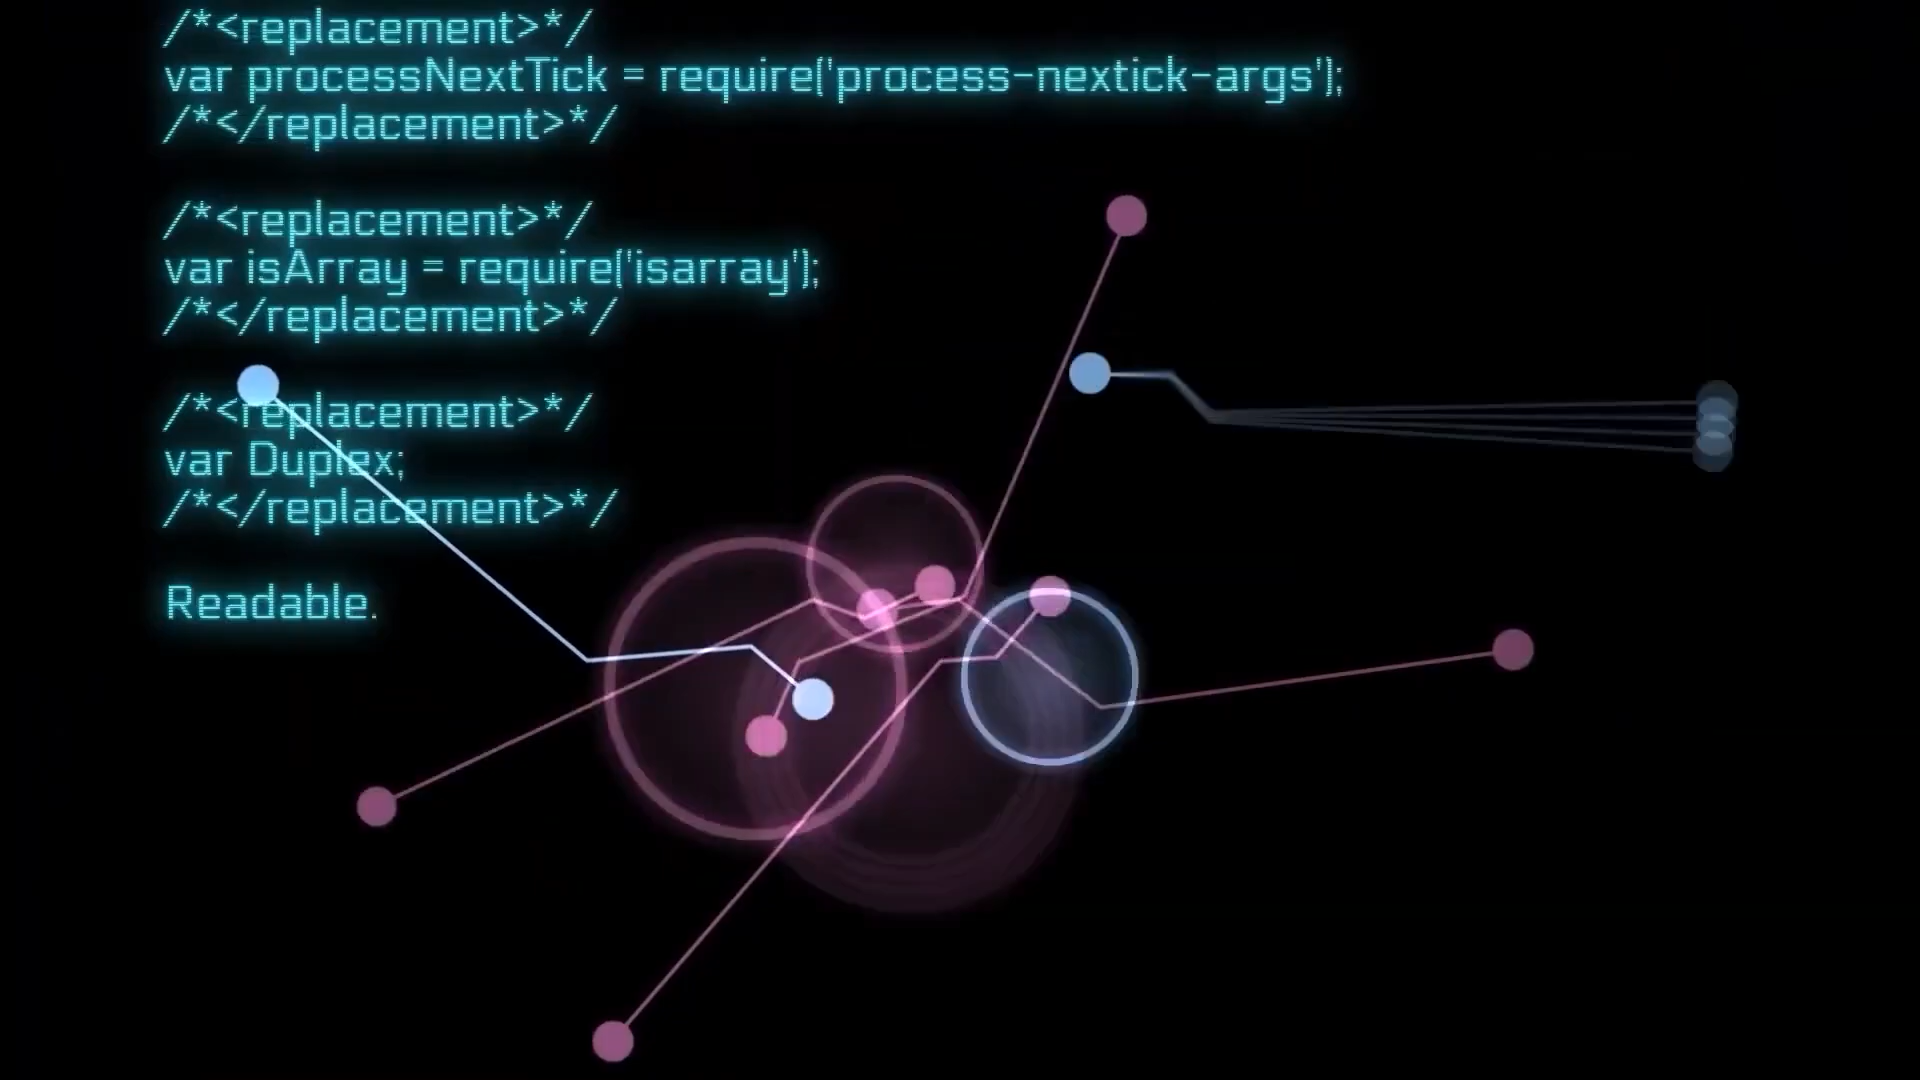 /*<replacement>*/
var processNextTick = require('process-nextick-args');
/*</replacement>*/
/*<replacement>*/
var isArray = require('isarray');
/*</replacement>*/
/*<replacement>*/
var Duplex;
/*</replacement>*/
Readable.